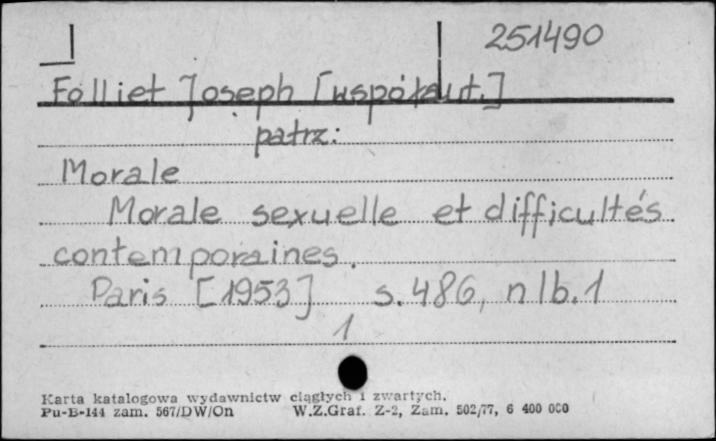 251490
Folliet Joseph [współaut.]
patrz:
Morale
Morale sexuelle et difficultés
contemporaines.
Paris [1953] s. 486, nlb. 1
1
Karta katalogowa wydawnictw ciągłych i zwartych.
Pu-B-144 zam. 567/DW/On W.Z.Graf. Z-2, Zam. 502/77, 6 400 000